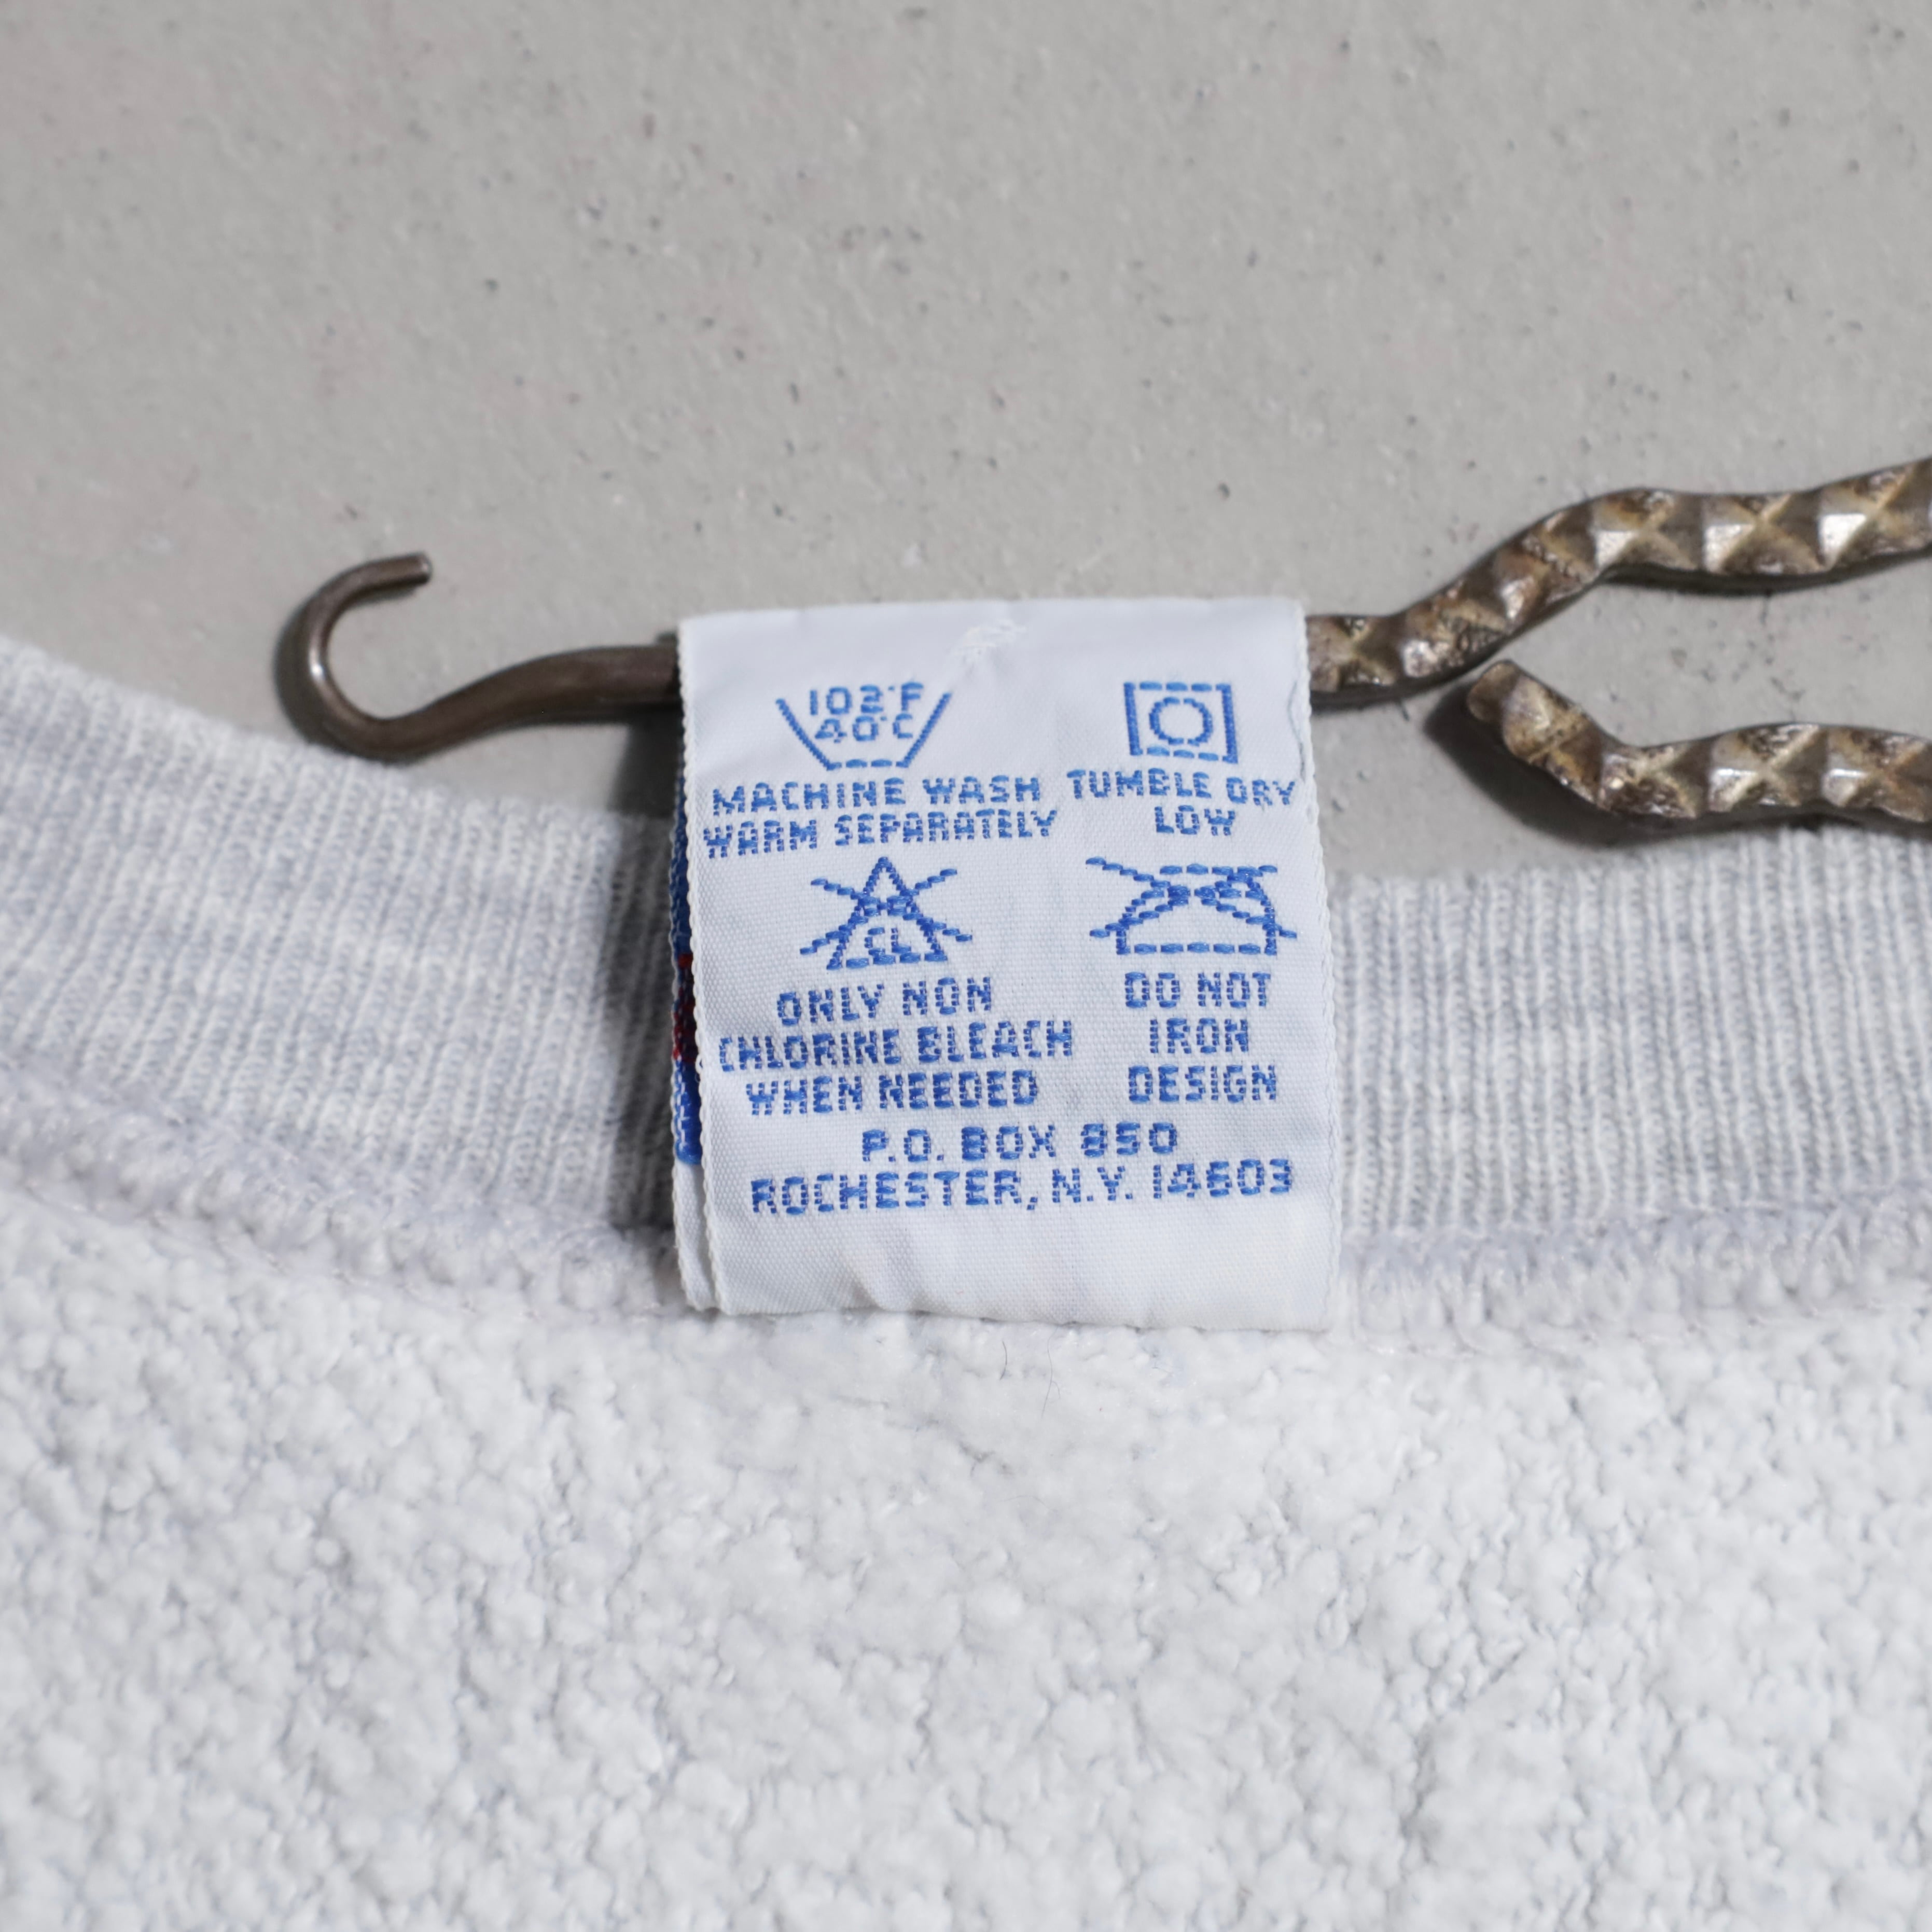 102°F
40°C
MACHINE WASH
WARM SEPARATELY
TUMBLE DRY
LOW
CL
ONLY NON
CHLORINE BLEACH
WHEN NEEDED
DO NOT
IRON
DESIGN
P.O. BOX 850
ROCHESTER, N.Y. 14603